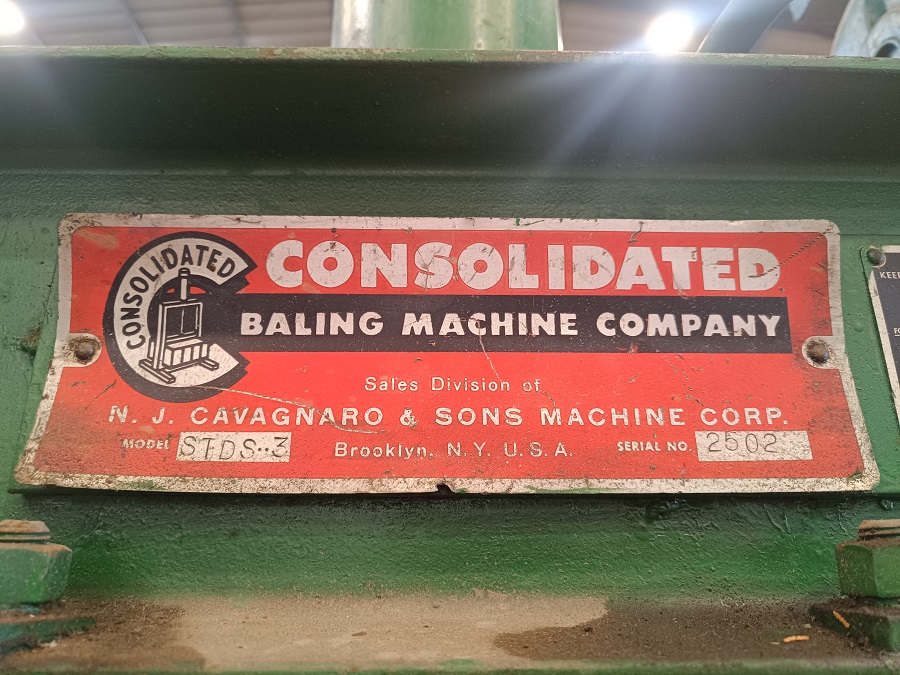 CONSOLIDATED
CONSOLIDATED
BALING MACHINE COMPANY
Sales Division of
N. J. CAVAGNARO & SONS MACHINE CORP.
MODEL STDS-3 Brooklyn, N.Y. U.S.A. SERIAL NO. 2502
KEEP